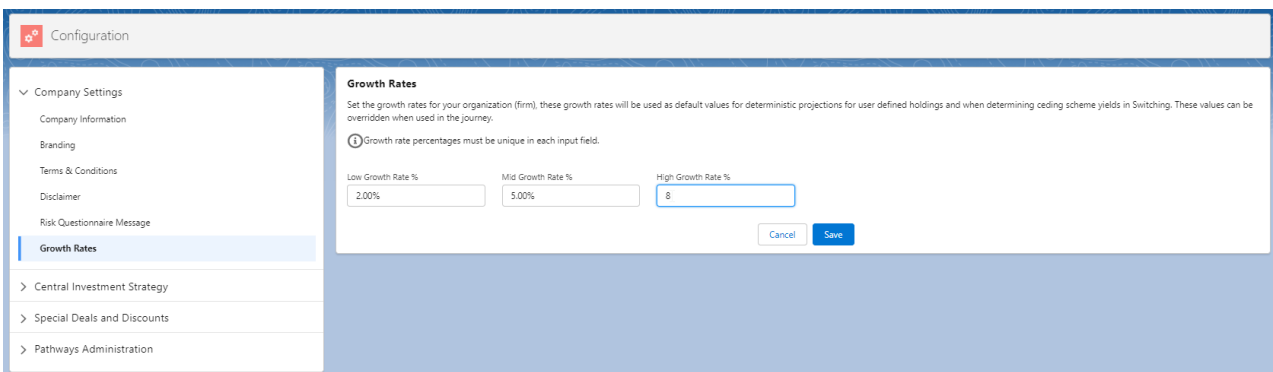 Configuration
Company Settings
Company Information
Branding
Terms & Conditions
Disclaimer
Risk Questionnaire Message
Growth Rates
Central Investment Strategy
Special Deals and Discounts
Pathways Administration
Growth Rates
Set the growth rates for your organization (firm), these growth rates will be used as default values for deterministic projections for user defined holdings and when determining ceding scheme yields in Switching. These values can be
overridden when used in the journey.
Growth rate percentages must be unique in each input field.
Low Growth Rate % Mid Growth Rate % High Growth Rate %
2.00% 5.00% 8
Cancel Save